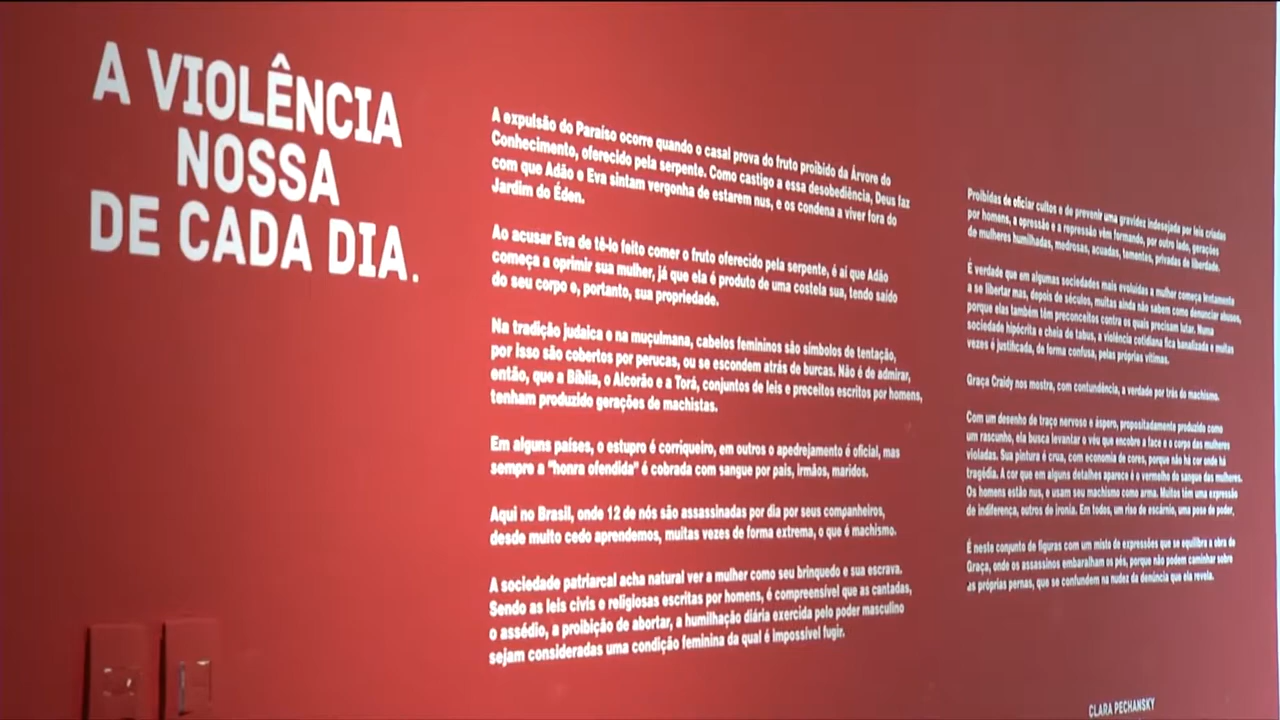 A VIOLÊNCIA
NOSSA
DE CADA DIA.
A expulsão do Paraíso ocorre quando o casal prova do fruto proibido da Árvore do
Conhecimento, oferecido pela serpente. Como castigo a essa desobediência, Deus faz
com que Adão e Eva sintam vergonha de estarem nus, e os condena a viver fora do
Jardim do Éden.
Ao acusar Eva de tê-lo feito comer o fruto oferecido pela serpente, é aí que Adão
começa a oprimir sua mulher, já que ela é produto de uma costela sua, tendo saído
do seu corpo e, portanto, sua propriedade.
Na tradição judaica e na muçulmana, cabelos femininos são símbolos de tentação,
por isso são cobertos por perucas, ou se escondem atrás de burcas. Não é de admirar,
então, que a Bíblia, o Alcorão e a Torá, conjuntos de leis e preceitos escritos por homens,
tenham produzido gerações de machistas.
Em alguns países, o estupro é corriqueiro, em outros o apedrejamento é oficial, mas
sempre a "honra ofendida" é cobrada com sangue por pais, irmãos, maridos.
Aqui no Brasil, onde 12 de nós são assassinadas por dia por seus companheiros,
desde muito cedo aprendemos, muitas vezes de forma extrema, o que é machismo.
A sociedade patriarcal acha natural ver a mulher como seu brinquedo e sua escrava.
Sendo as leis civis e religiosas escritas por homens, é compreensível que as cantadas,
o assédio, a proibição de abortar, a humilhação diária exercida pelo poder masculino
sejam consideradas uma condição feminina da qual é impossível fugir.
Proibidas de oficiar cultos e de prevenir uma gravidez indesejada por leis criadas
por homens, a opressão e a repressão vêm formando, por outro lado, gerações
de mulheres humilhadas, medrosas, acuadas, tementes, privadas de liberdade.
É verdade que em algumas sociedades mais evoluídas a mulher começa lentamente
a se libertar mas, depois de séculos, muitas ainda não sabem como denunciar abusos,
porque elas também têm preconceitos contra os quais precisam lutar. Numa
sociedade hipócrita e cheia de tabus, a violência cotidiana fica banalizada e muitas
vezes é justificada, de forma confusa, pelas próprias vítimas.
Graça Craidy nos mostra, com contundência, a verdade por trás do machismo.
Com um desenho de traço nervoso e áspero, propositadamente produzido como
um rascunho, ela busca levantar o véu que encobre a face e o corpo das mulheres
violadas. Sua pintura é crua, com economia de cores, porque não há cor onde há
tragédia. A cor que em alguns detalhes aparece é o vermelho do sangue das mulheres.
Os homens estão nus, e usam seu machismo como arma. Muitos têm uma expressão
de indiferença, outros de ironia. Em todos, um riso de escárnio, uma pose de poder.
É neste conjunto de figuras com um misto de expressões que se equilibra a obra de
Graça, onde os assassinos embaralham os pés, porque não podem caminhar sobre
as próprias pernas, que se confundem na nudez da denúncia que ela revela.
CLARA PECHANSKY